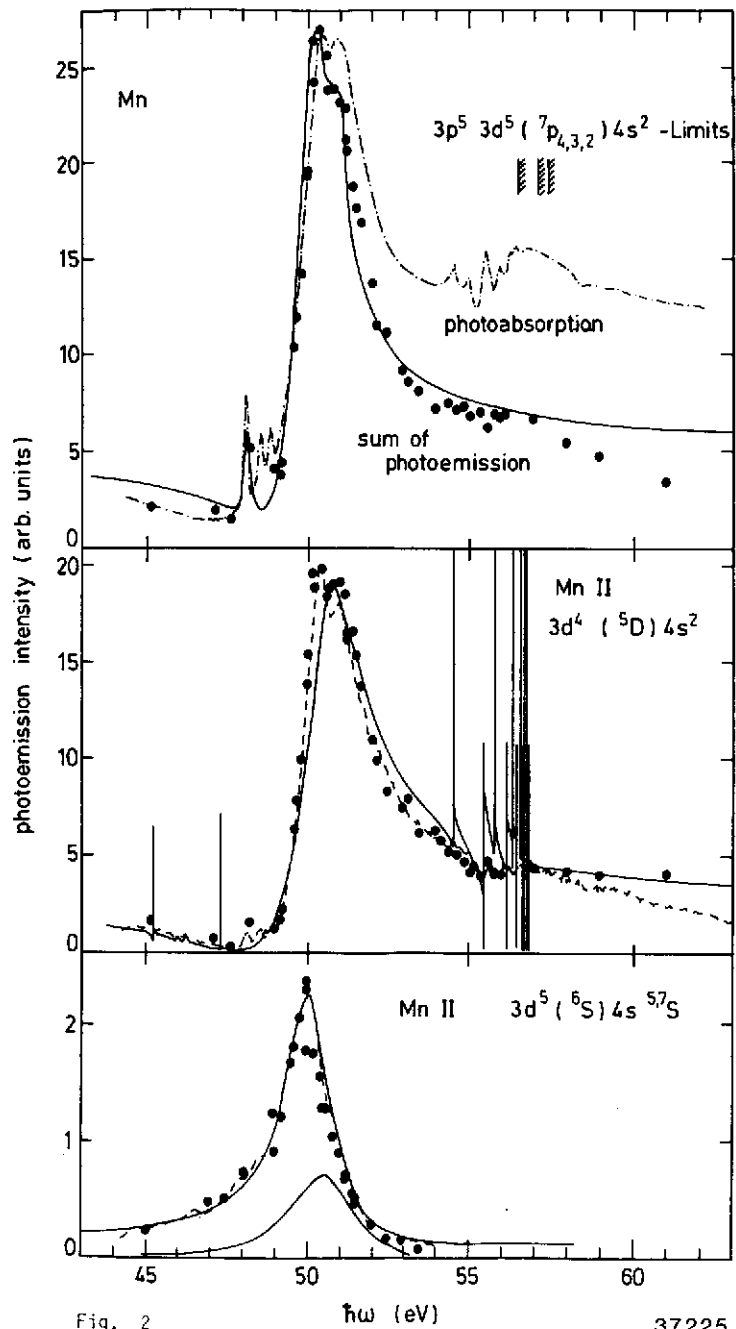 25
20
15
10
5
0
Mn
3p⁵ 3d⁵ (⁷p₄,₃,₂) 4s² -Limits
photoabsorption
sum of
photoemission
photoemission intensity (arb. units)
20
15
10
5
0
Mn II
3d⁴ (⁵D) 4s²
2
1
0
Mn II 3d⁵ (⁶S) 4s ⁵,⁷S
45 50 55 60
ħω (eV)
Fig. 2
37225